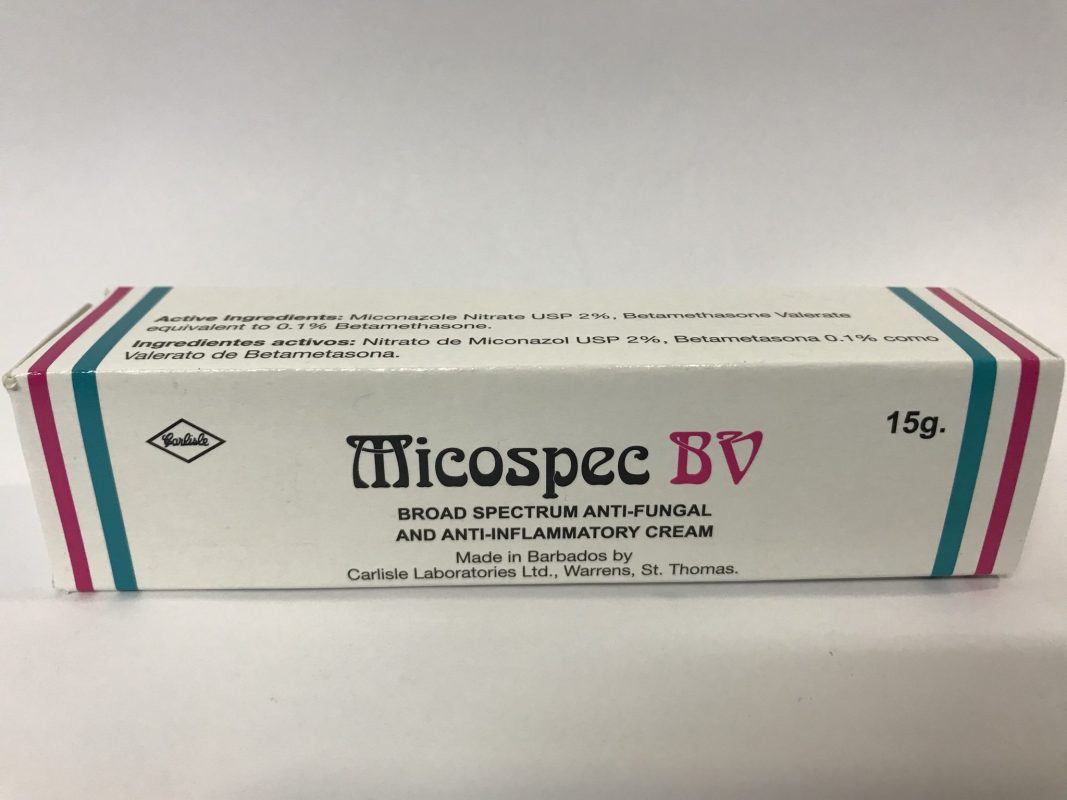 Active Ingredients: Miconazole Nitrate USP 2%, Betamethasone Valerate
equivalent to 0.1% Betamethasone.
Ingredientes activos: Nitrato de Miconazol USP 2%, Betametasona 0.1% como
Valerato de Betametasona.
Carlisle
15g.
Micospec BV
BROAD SPECTRUM ANTI-FUNGAL
AND ANTI-INFLAMMATORY CREAM
Made in Barbados by
Carlisle Laboratories Ltd., Warrens, St. Thomas.